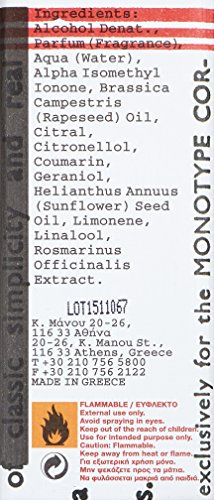 Ingredients:
Alcohol Denat.,
Parfum (Fragrance),
Aqua (Water),
Alpha Isomethyl
Ionone, Brassica
Campestris
(Rapeseed) Oil,
Citral,
Citronellol,
Coumarin,
Geraniol,
Helianthus Annuus
(Sunflower) Seed
Oil, Limonene,
Linalool,
Rosmarinus
Officinalis
Extract.
LOT1511067
Κ. Μάνου 20-26,
116 33 Αθήνα
20-26, K. Manou St.,
116 33 Athens, Greece
T +30 210 756 5800
F +30 210 756 2122
MADE IN GREECE
FLAMMABLE / ΕΥΦΛΕΚΤΟ
External use only.
Avoid spraying in eyes.
Keep out of the reach of children.
Use for intended purpose only.
Caution: Flammable.
Keep away from heat or flame.
Για εξωτερική χρήση μόνο.
Μην ψεκάζετε προς τα μάτια.
Να φυλάσσεται μακριά από παιδιά.
of classic simplicity and real
exclusively for the MONOTYPE COR-